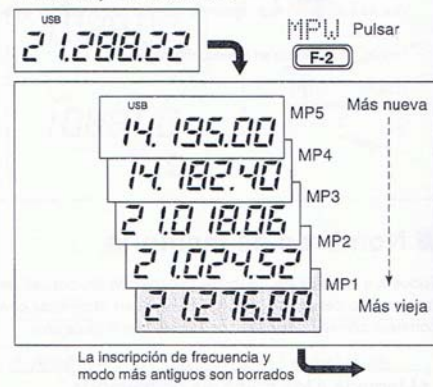 USB
21.288.22
MPW Pulsar
F-2
USB
14.195.00
MP5
Más nueva
14.182.40
MP4
21.018.06
MP3
21.024.52
MP2
21.216.00
MP1
Más vieja
La inscripción de frecuencia y
modo más antiguos son borrados